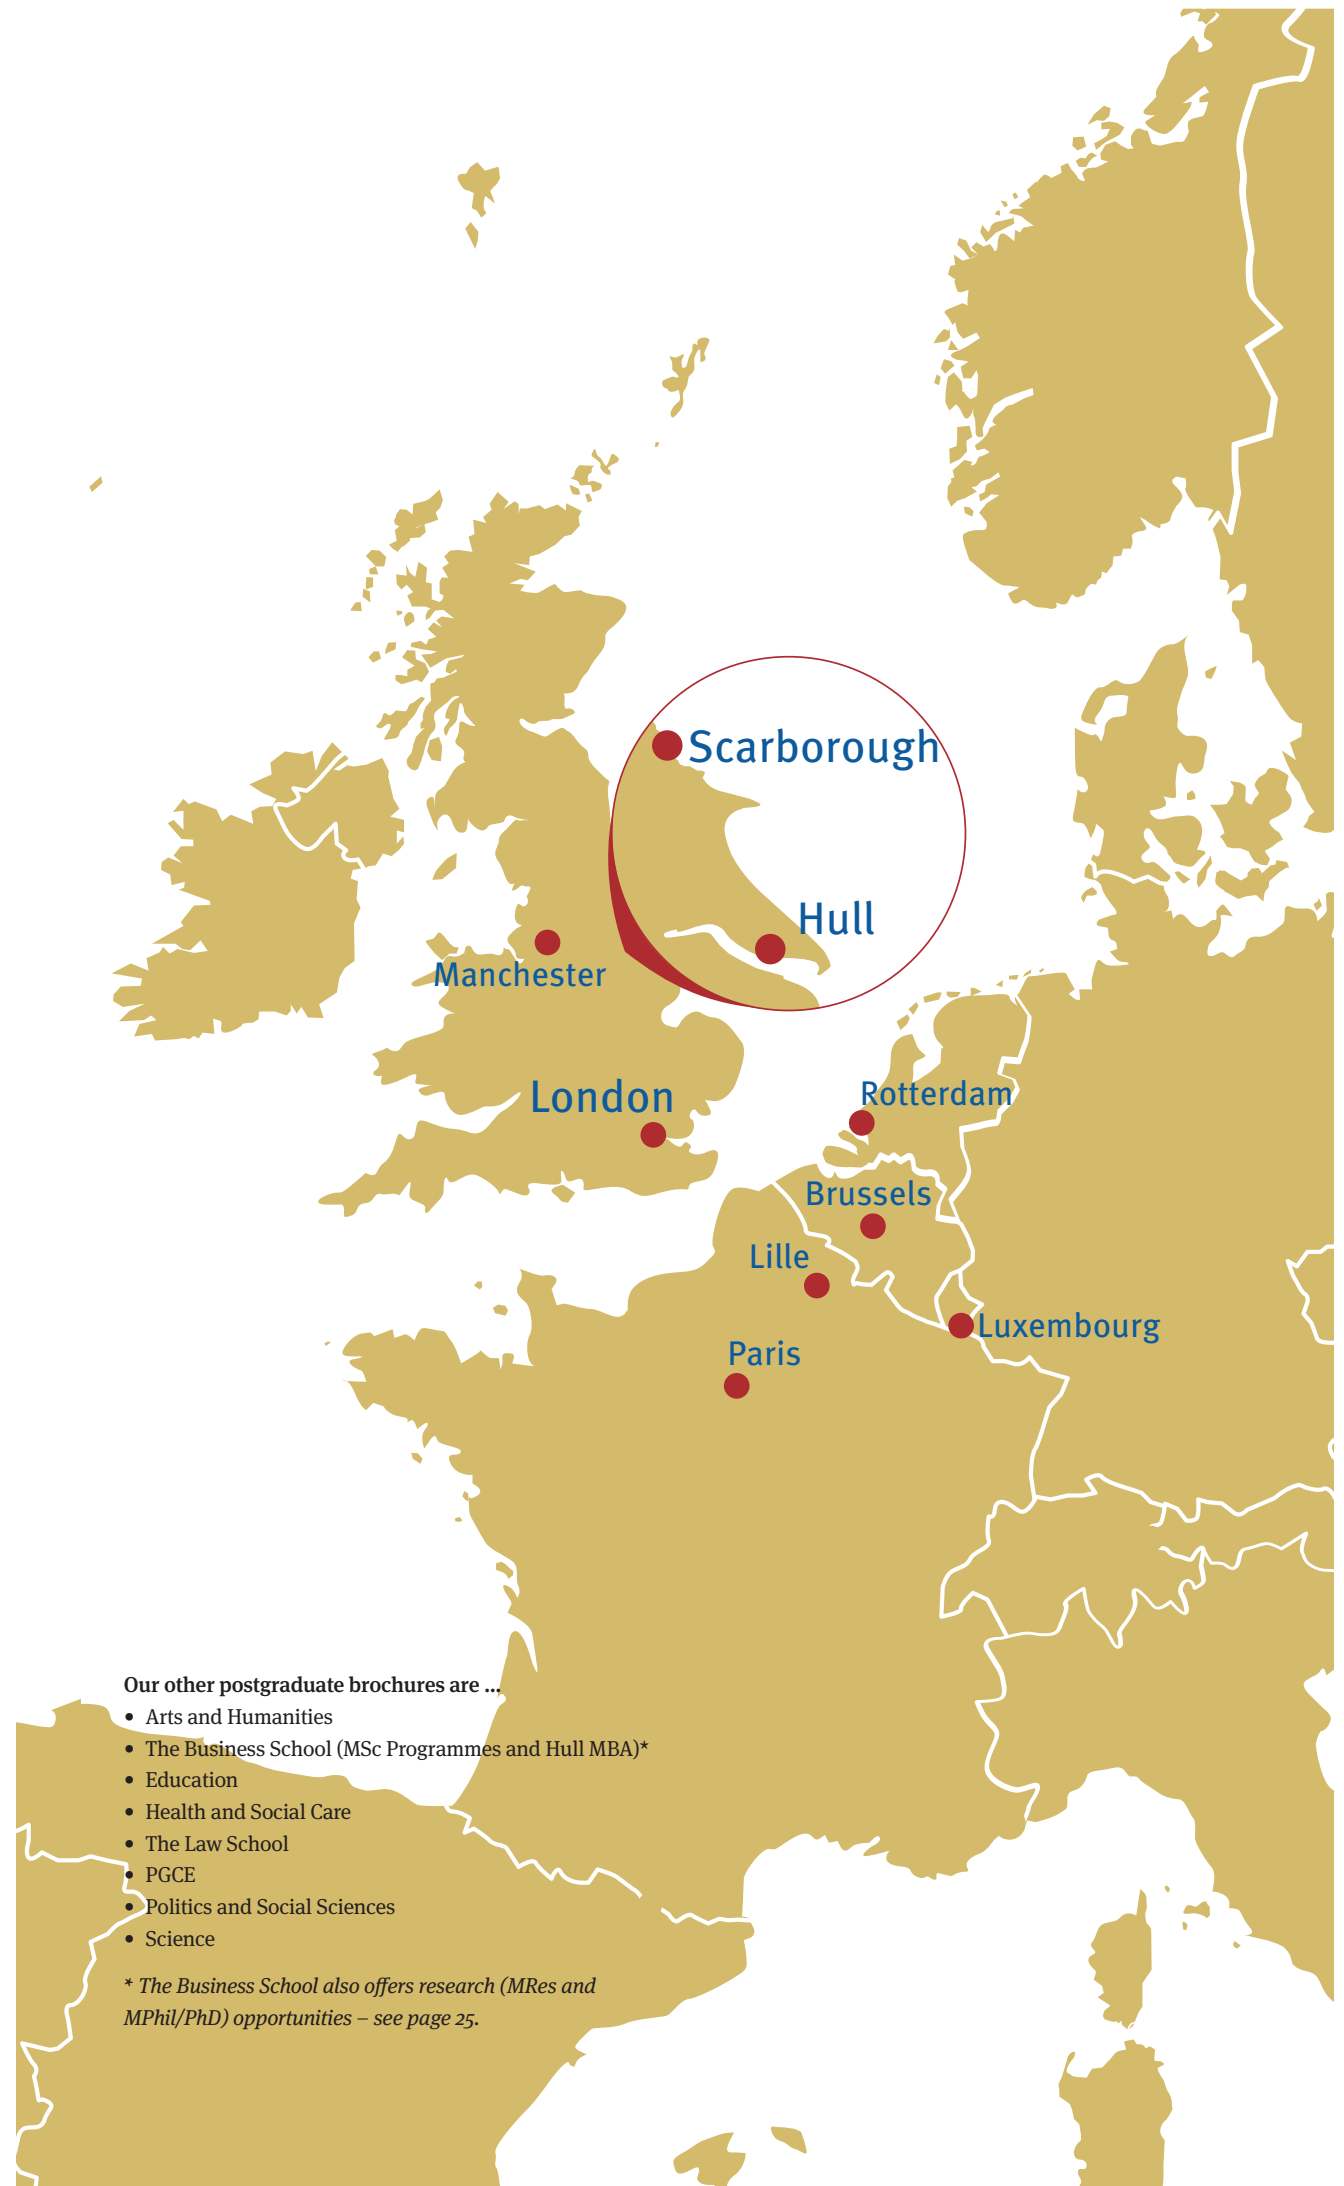 Scarborough
Hull
Manchester
London
Rotterdam
Brussels
Lille
Luxembourg
Paris
Our other postgraduate brochures are ...
• Arts and Humanities
• The Business School (MSc Programmes and Hull MBA)*
• Education
• Health and Social Care
• The Law School
• PGCE
• Politics and Social Sciences
• Science
* The Business School also offers research (MRes and
MPhil/PhD) opportunities – see page 25.